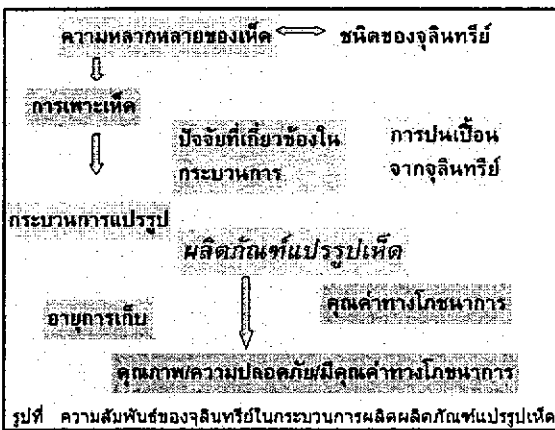 ความหลากหลายของเห็ด ชนิดของจุลินทรีย์
การเพาะเห็ด
ปัจจัยที่เกี่ยวข้องใน การปนเปื้อน
กระบวนการ จากจุลินทรีย์
กระบวนการแปรรูป
ผลิตภัณฑ์แปรรูปเห็ด
คุณค่าทางโภชนาการ
อายุการเก็บ
คุณภาพ/ความปลอดภัย/มีคุณค่าทางโภชนาการ
รูปที่ ความสัมพันธ์ของจุลินทรีย์ในกระบวนการผลิตผลิตภัณฑ์แปรรูปเห็ด